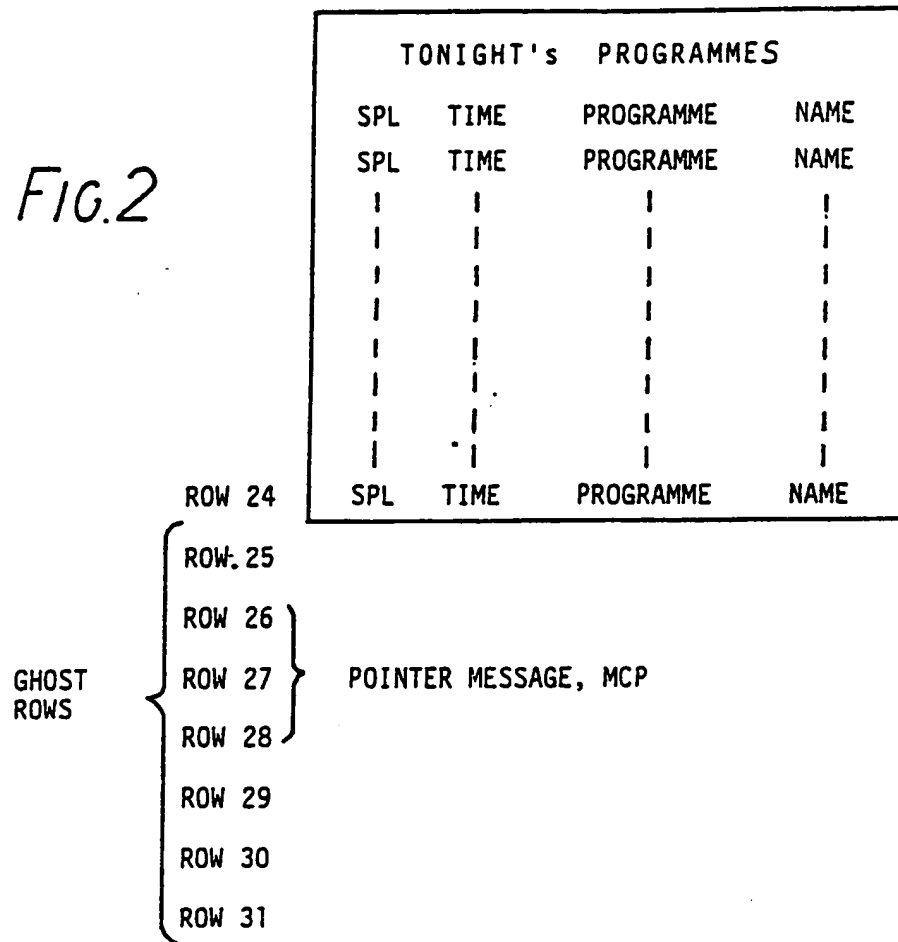 TONIGHT's PROGRAMMES
SPL TIME PROGRAMME NAME
SPL TIME PROGRAMME NAME
FIG.2
ROW 24 SPL TIME PROGRAMME NAME
ROW. 25
ROW 26
GHOST ROWS
ROW 27 POINTER MESSAGE, MCP
ROW 28
ROW 29
ROW 30
ROW 31